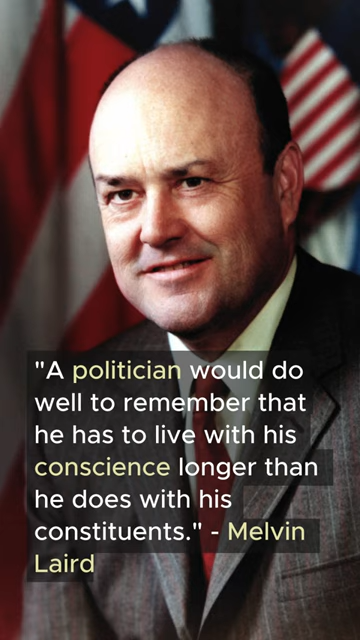 "A politician would do
well to remember that
he has to live with his
conscience longer than
he does with his
constituents." - Melvin
Laird